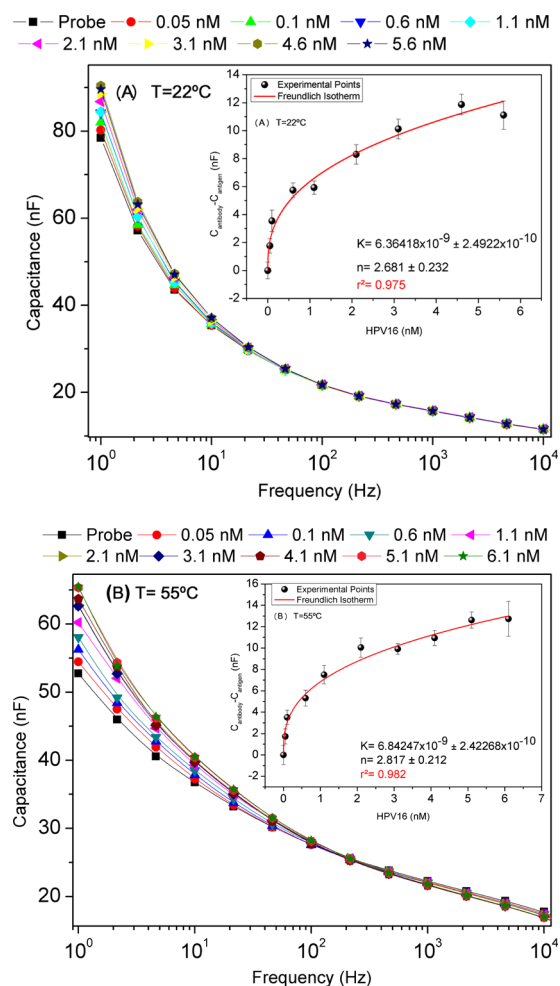 Probe 0.05 nM 0.1 nM 0.6 nM 1.1 nM
2.1 nM 3.1 nM 4.6 nM 5.6 nM
(A) T=22ºC
Capacitance (nF)
80
60
40
20
10⁰ 10¹ 10² 10³ 10⁴
Frequency (Hz)
Experimental Points
Freundlich Isotherm
(A) T=22ºC
C antibody-C antigen (nF)
14
12
10
8
6
4
2
0
K= 6.36418x10⁻⁹ ± 2.4922x10⁻¹⁰
n= 2.681 ± 0.232
r²= 0.975
0 1 2 3 4 5 6
HPV16 (nM)
Probe 0.05 nM 0.1 nM 0.6 nM 1.1 nM
2.1 nM 3.1 nM 4.1 nM 5.1 nM 6.1 nM
(B) T= 55ºC
Capacitance (nF)
60
50
40
30
20
10⁰ 10¹ 10² 10³ 10⁴
Frequency (Hz)
Experimental Points
Freundlich Isotherm
(B) T=55ºC
C antibody-C antigen (nF)
16
14
12
10
8
6
4
2
0
-2
K= 6.84247x10⁻⁹ ± 2.42268x10⁻¹⁰
n= 2.817 ± 0.212
r²= 0.982
0 1 2 3 4 5 6 7
HPV16 (nM)